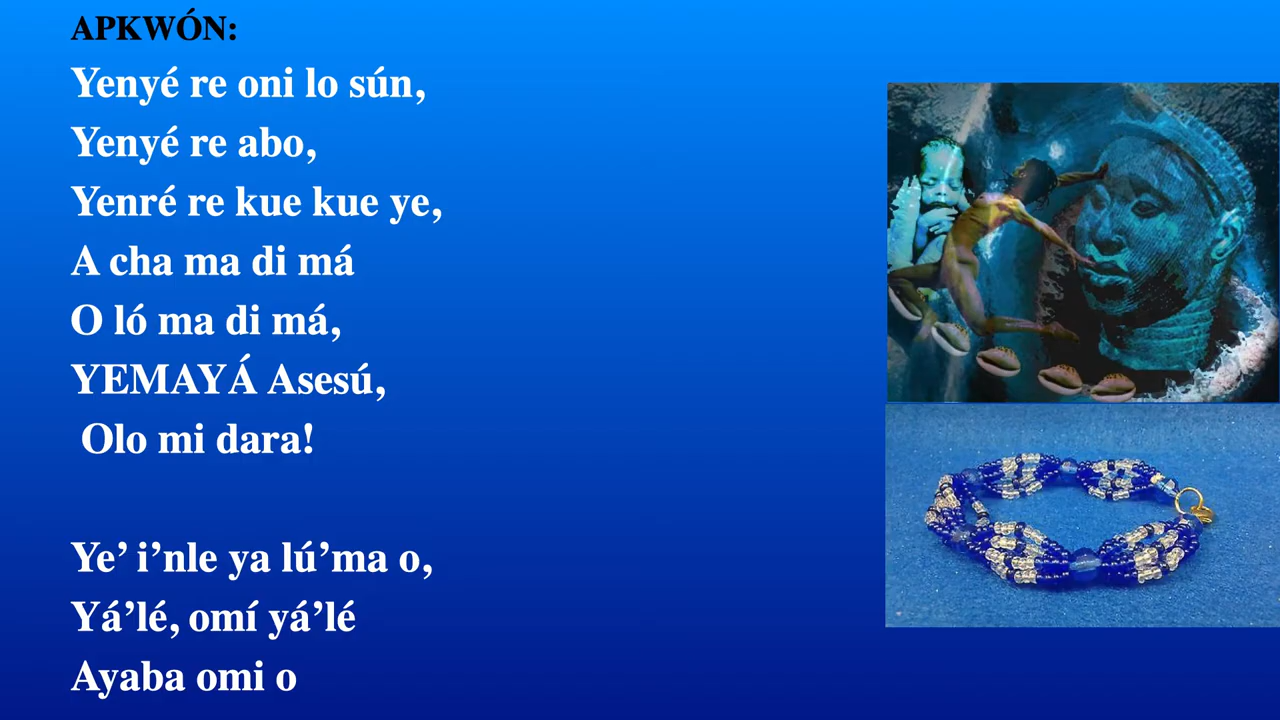 APKWÓN:
Yenyé re oni lo sún,
Yenyé re abo,
Yenré re kue kue ye,
A cha ma di má
O ló ma di má,
YEMAYÁ Asesú,
Olo mi dara!
Ye’ i’nle ya lú’ma o,
Yá’lé, omí yá’lé
Ayaba omi o